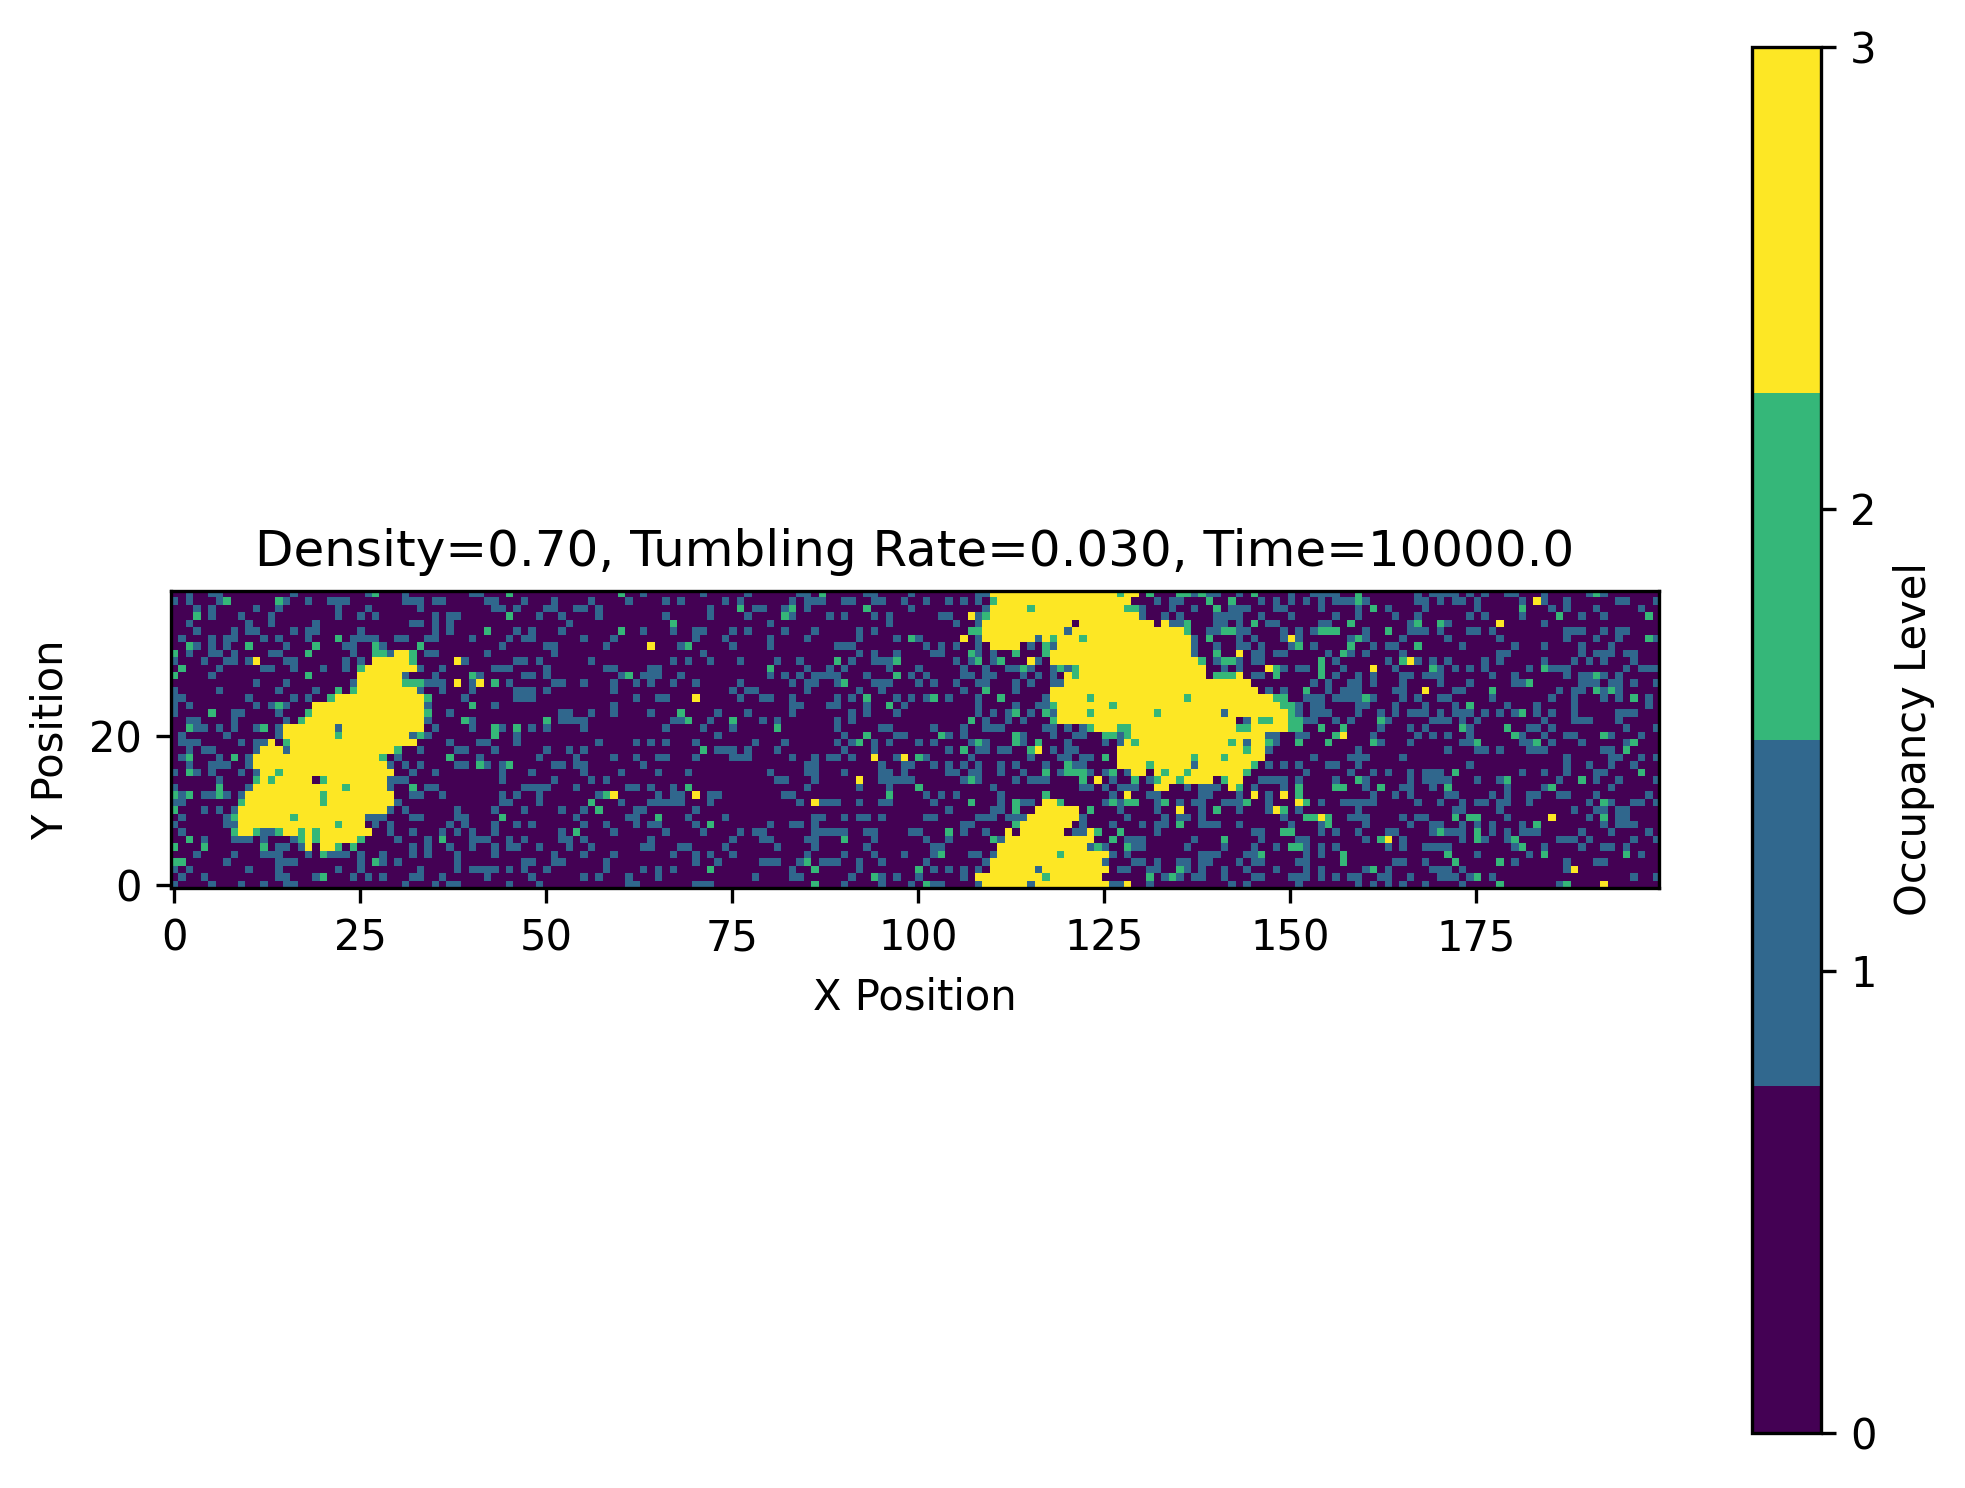 Density=0.70, Tumbling Rate=0.030, Time=10000.0
Y Position
20
0
0 25 50 75 100 125 150 175
X Position
3
2
1
0
Occupancy Level